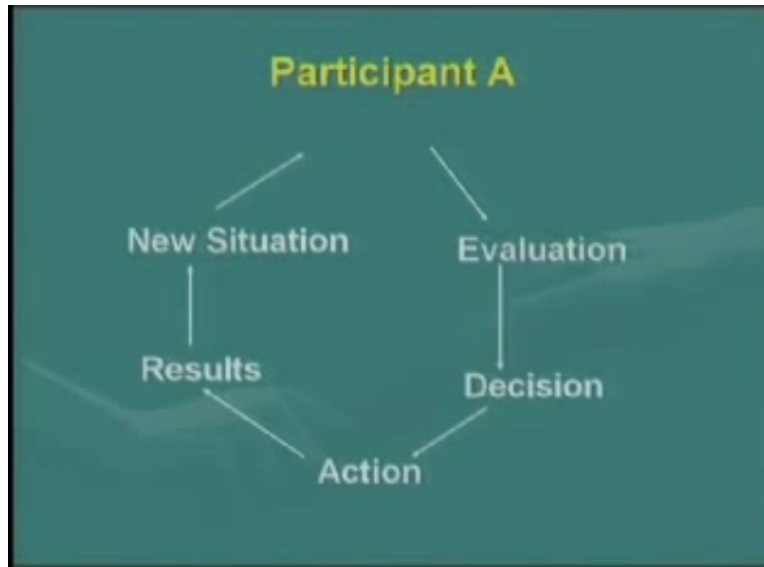 Participant A
New Situation
Evaluation
Results
Decision
Action